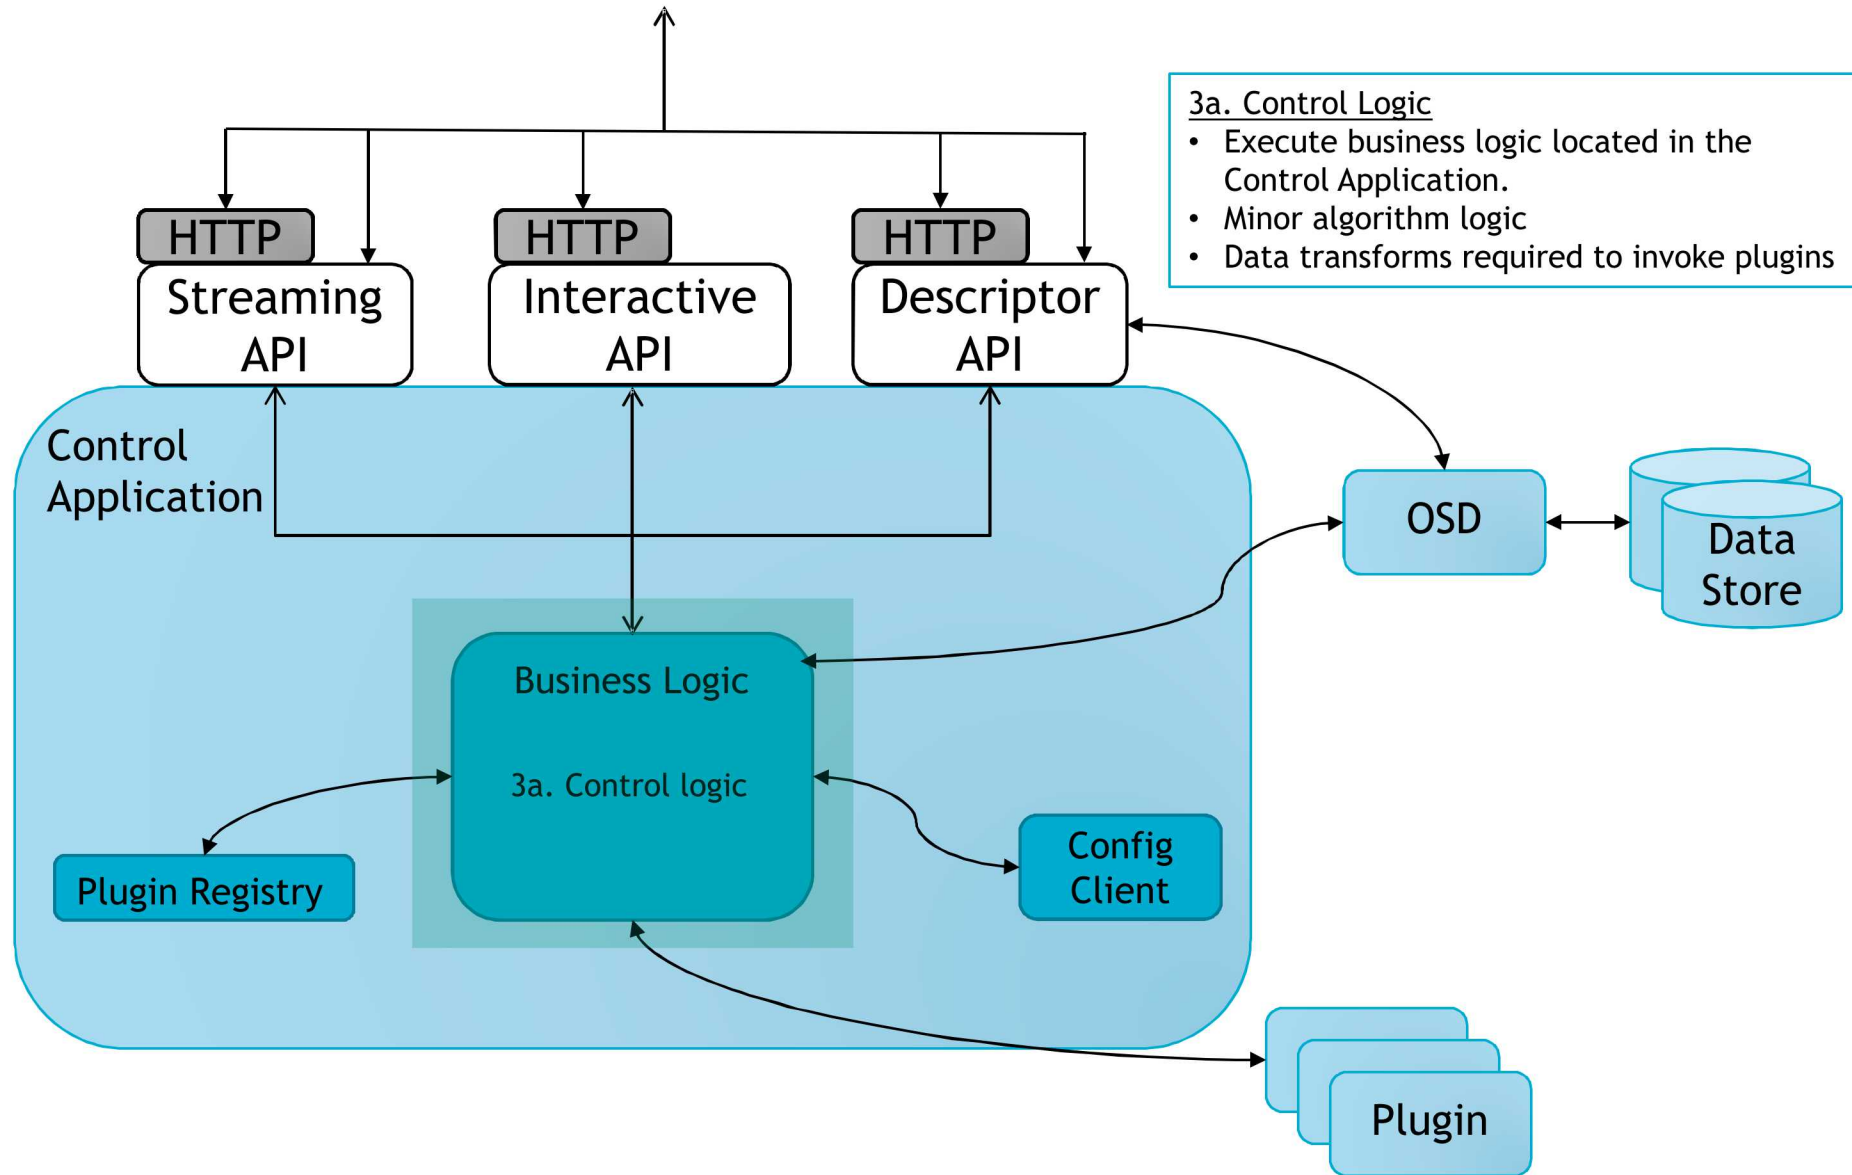 3a. Control Logic
• Execute business logic located in the
Control Application.
• Minor algorithm logic
• Data transforms required to invoke plugins
HTTP
HTTP
HTTP
Streaming
API
Interactive
API
Descriptor
API
Control
Application
OSD
Data
Store
Business Logic
3a. Control logic
Plugin Registry
Config
Client
Plugin